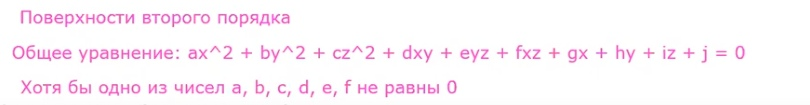 Поверхности второго порядка
Общее уравнение: ax^2 + by^2 + cz^2 + dxy + eyz + fxz + gx + hy + iz + j = 0
Хотя бы одно из чисел a, b, c, d, e, f не равны 0